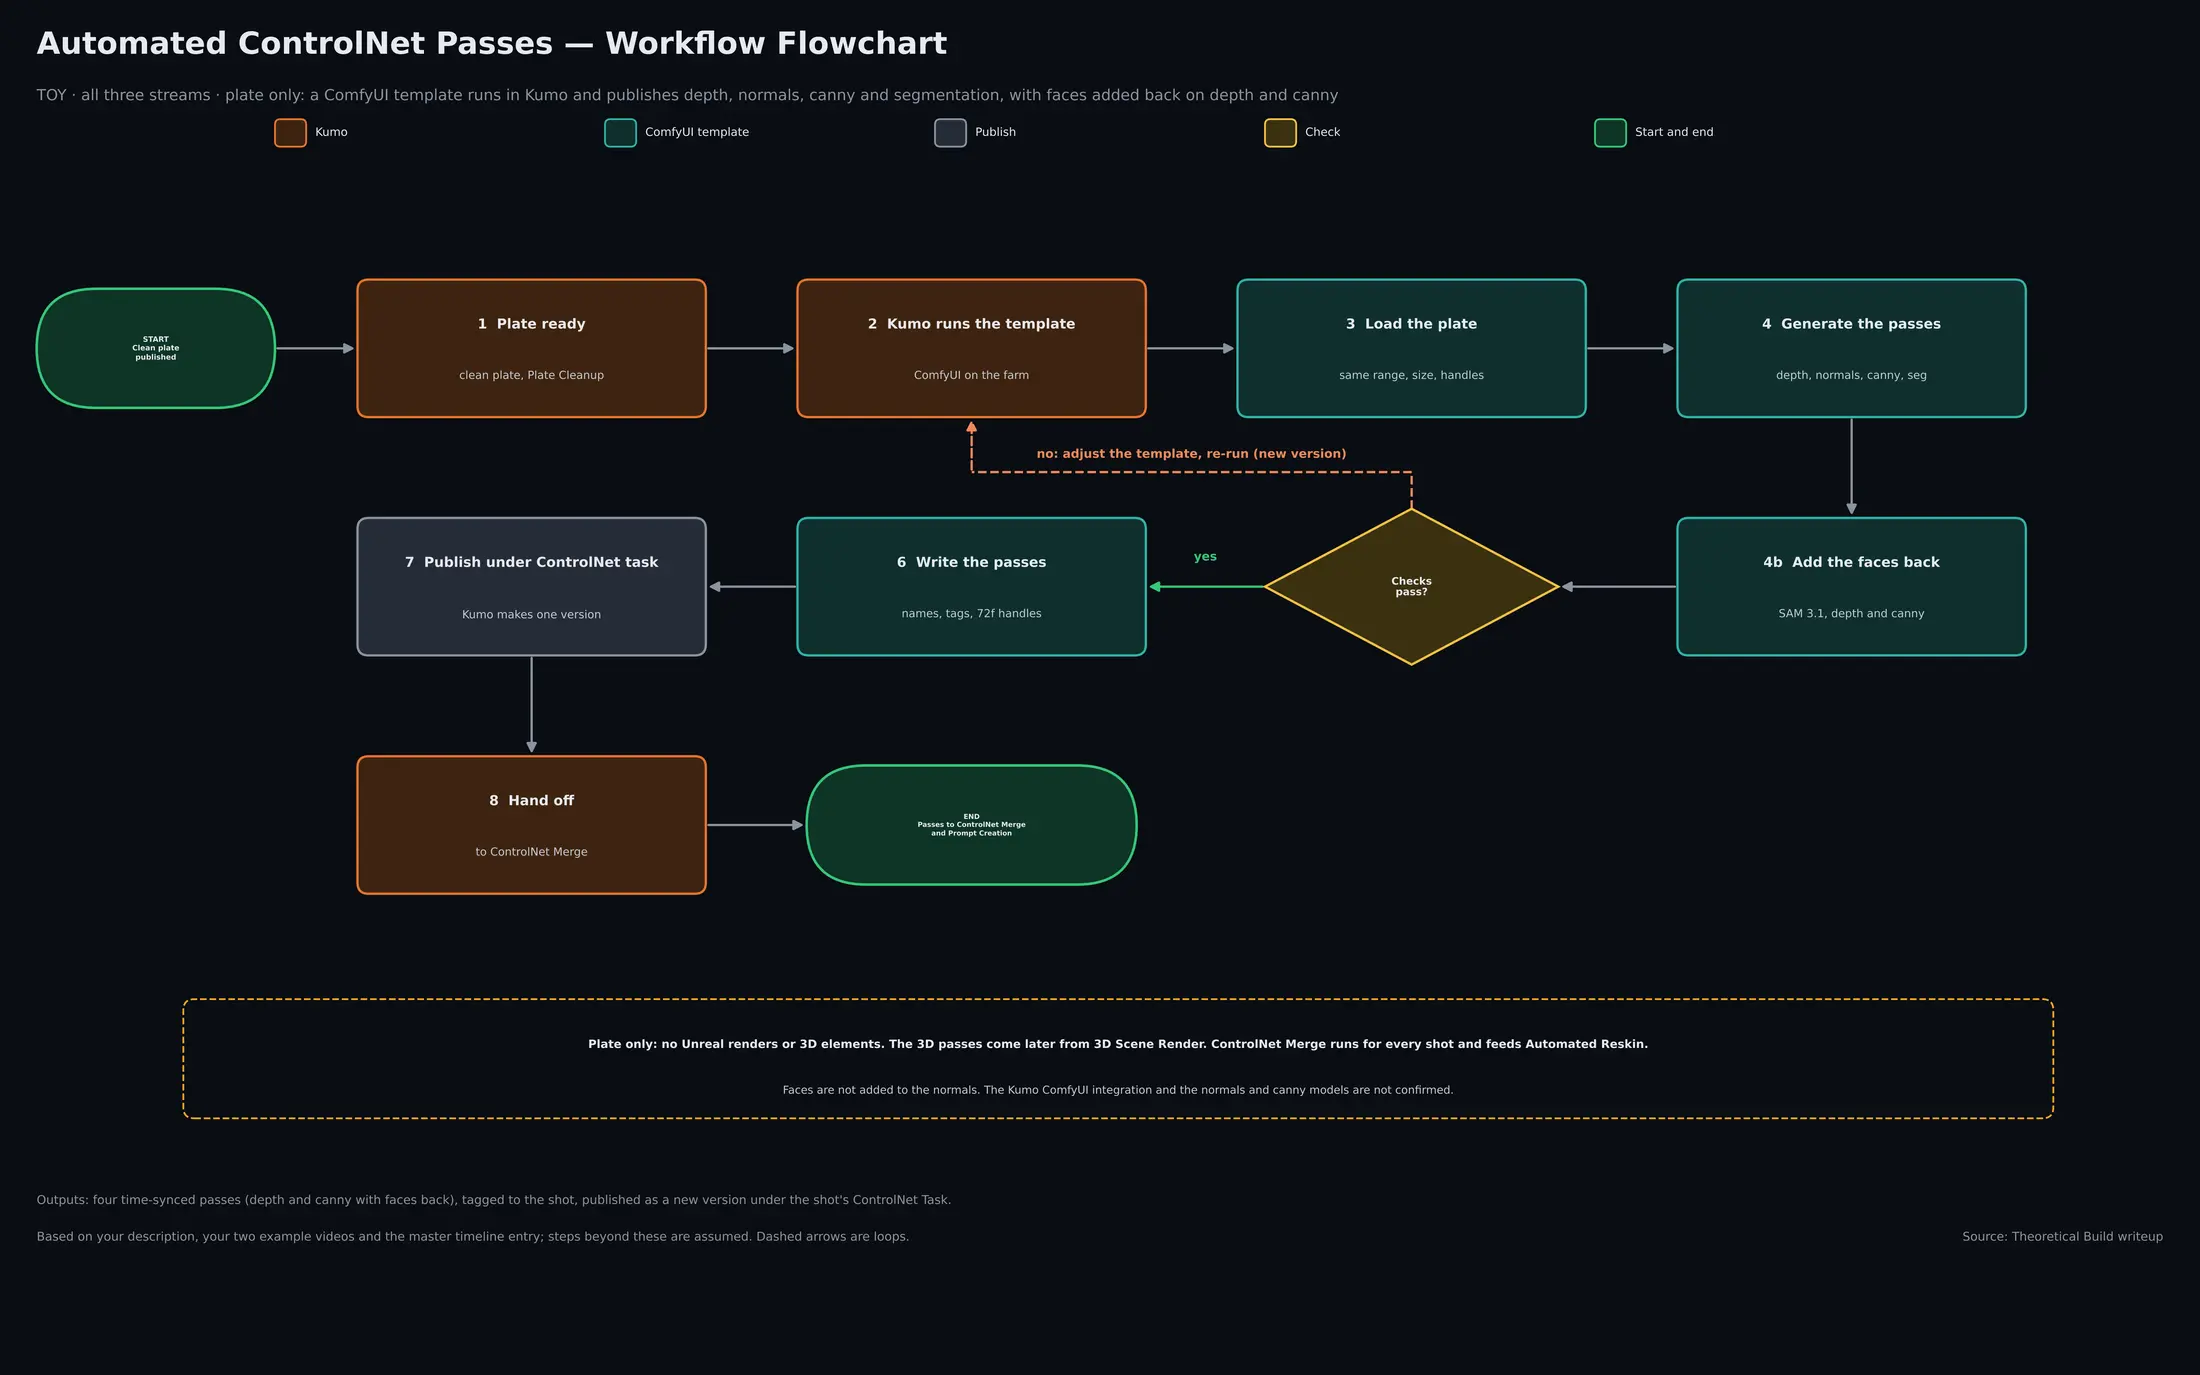 Automated ControlNet Passes — Workflow Flowchart
TOY · all three streams · plate only: a ComfyUI template runs in Kumo and publishes depth, normals, canny and segmentation, with faces added back on depth and canny
Kumo
ComfyUI template
Publish
Check
Start and end
START
Clean plate
published
1 Plate ready
clean plate, Plate Cleanup
2 Kumo runs the template
ComfyUI on the farm
3 Load the plate
same range, size, handles
4 Generate the passes
depth, normals, canny, seg
no: adjust the template, re-run (new version)
7 Publish under ControlNet task
Kumo makes one version
6 Write the passes
names, tags, 72f handles
yes
Checks
pass?
4b Add the faces back
SAM 3.1, depth and canny
8 Hand off
to ControlNet Merge
END
Passes to ControlNet Merge
and Prompt Creation
Plate only: no Unreal renders or 3D elements. The 3D passes come later from 3D Scene Render. ControlNet Merge runs for every shot and feeds Automated Reskin.
Faces are not added to the normals. The Kumo ComfyUI integration and the normals and canny models are not confirmed.
Outputs: four time-synced passes (depth and canny with faces back), tagged to the shot, published as a new version under the shot's ControlNet Task.
Based on your description, your two example videos and the master timeline entry; steps beyond these are assumed. Dashed arrows are loops.
Source: Theoretical Build writeup